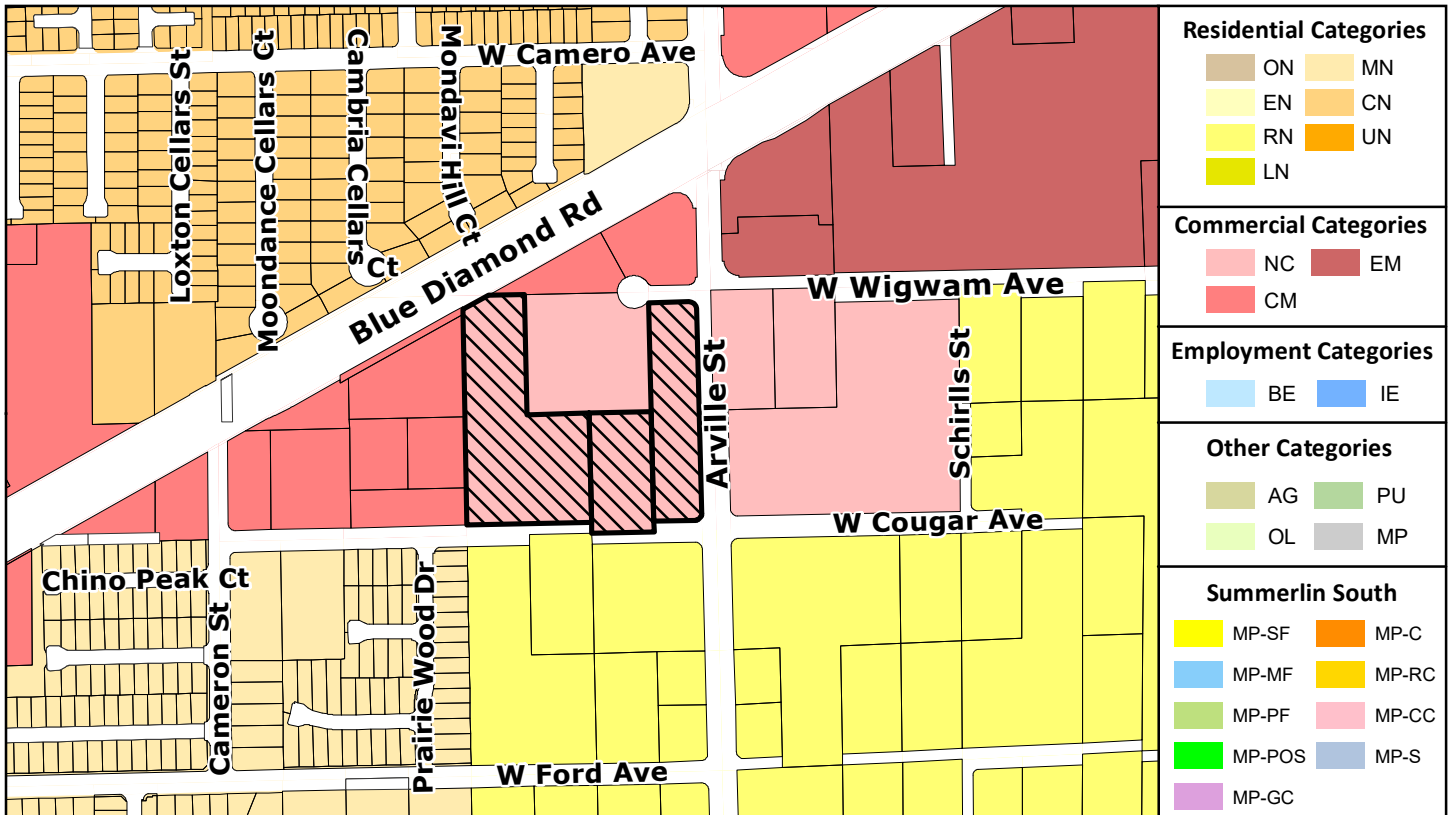 W Camero Ave
Loxton Cellars St
Moondance Cellars Ct
Cambria Cellars
Ct
Mondavi Hill Ct
Blue Diamond Rd
W Wigwam Ave
Arville St
Schirlls St
W Cougar Ave
Chino Peak Ct
Cameron St
Prairie Wood Dr
W Ford Ave
Residential Categories
ON MN
EN CN
RN UN
LN
Commercial Categories
NC EM
CM
Employment Categories
BE IE
Other Categories
AG PU
OL MP
Summerlin South
MP-SF MP-C
MP-MF MP-RC
MP-PF MP-CC
MP-POS MP-S
MP-GC